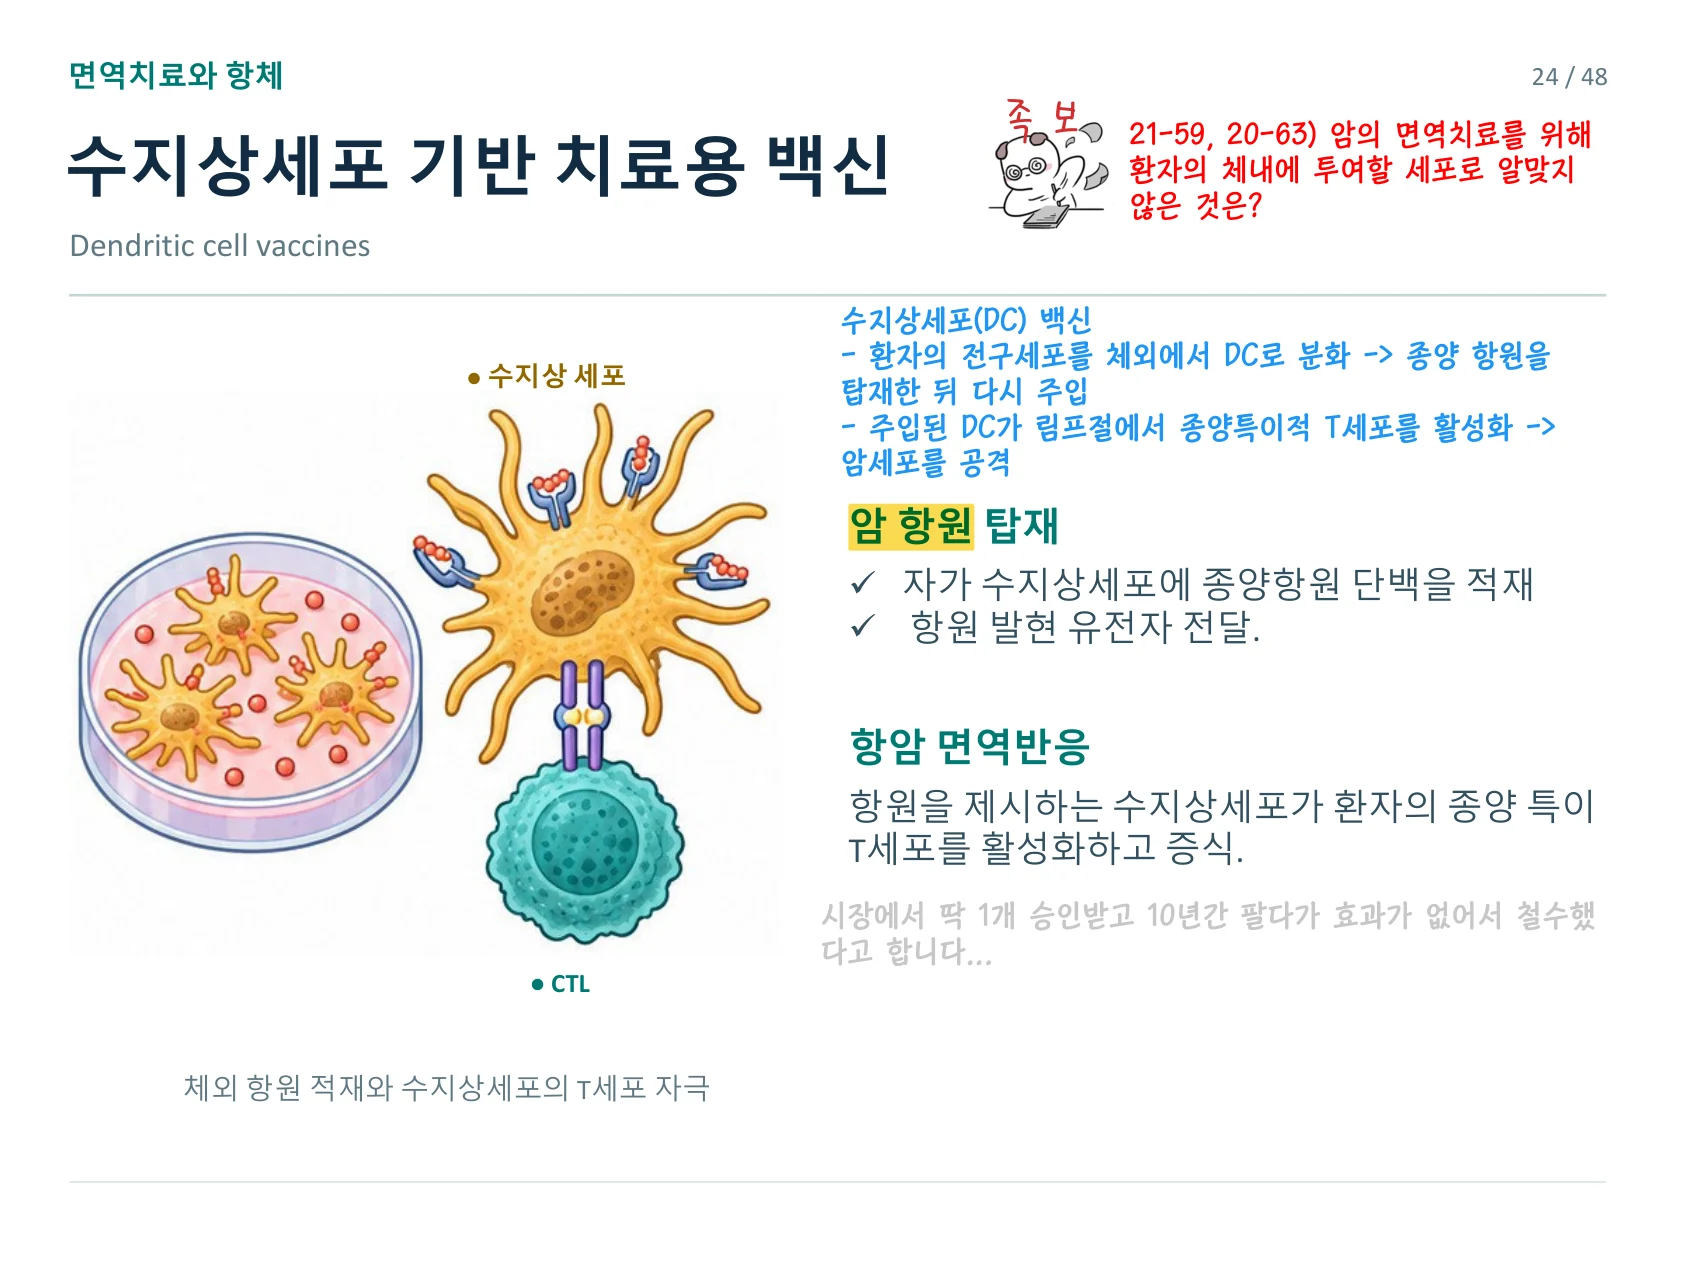 면역치료와 항체
24 / 48
수지상세포 기반 치료용 백신
Dendritic cell vaccines
족 보
21-59, 20-63) 암의 면역치료를 위해
환자의 체내에 투여할 세포로 알맞지
않은 것은?
수지상세포(DC) 백신
- 환자의 전구세포를 체외에서 DC로 분화 -> 종양 항원을
탑재한 뒤 다시 주입
- 주입된 DC가 림프절에서 종양특이적 T세포를 활성화 ->
암세포를 공격
• 수지상 세포
암 항원 탑재
✓ 자가 수지상세포에 종양항원 단백을 적재
✓ 항원 발현 유전자 전달.
항암 면역반응
항원을 제시하는 수지상세포가 환자의 종양 특이
T세포를 활성화하고 증식.
시장에서 딱 1개 승인받고 10년간 팔다가 효과가 없어서 철수했
다고 합니다...
• CTL
체외 항원 적재와 수지상세포의 T세포 자극